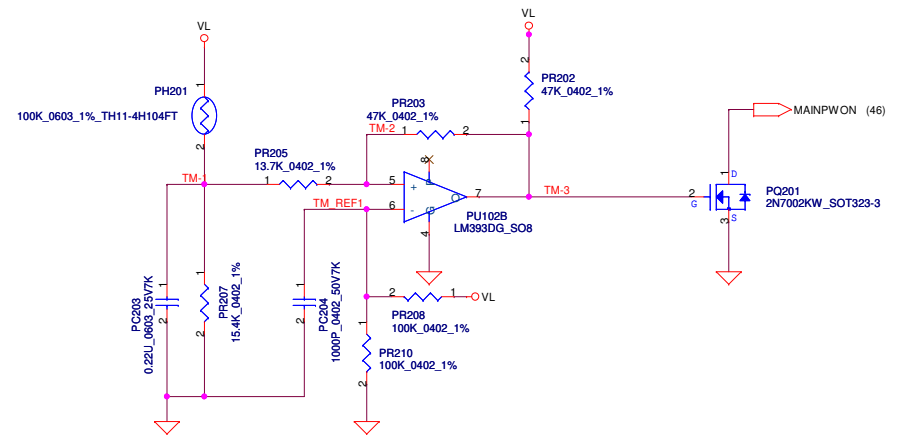 VL
VL
PH201
100K_0603_1%_TH11-4H104FT
1
2
2
PR202
47K_0402_1%
1
PR203
47K_0402_1%
TM-2
1
2
MAINPWON (46)
PR205
13.7K_0402_1%
TM-1
1
2
5
+
8
P
O
7
TM-3
TM_REF1
6
-
G
4
PU102B
LM393DG_SO8
1
D
2
G
3
S
PQ201
2N7002KW_SOT323-3
1
2
PC203
0.22U_0603_25V7K
1
2
PR207
15.4K_0402_1%
1
2
PC204
1000P_0402_50V7K
2
1
VL
PR208
100K_0402_1%
1
2
PR210
100K_0402_1%